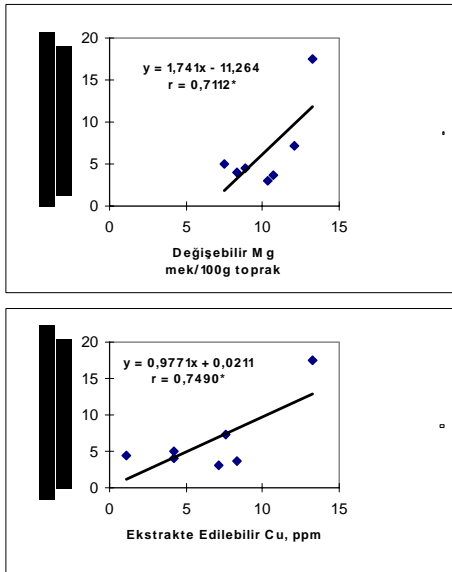 20
15
10
5
0
y = 1,741x - 11,264
r = 0,7112*
0 5 10 15
Değişebilir Mg
mek/100g toprak
20
15
10
5
0
y = 0,9771x + 0,0211
r = 0,7490*
0 5 10 15
Ekstrakte Edilebilir Cu, ppm